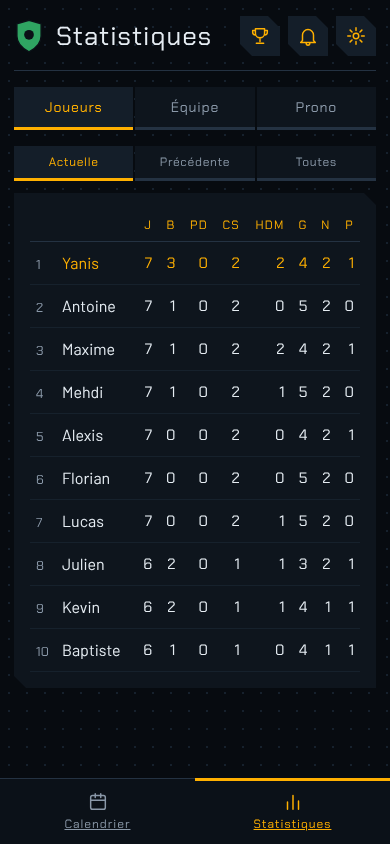 Statistiques
Joueurs Équipe Prono
Actuelle Précédente Toutes
J B PD CS HDM G N P
1 Yanis 7 3 0 2 2 4 2 1
2 Antoine 7 1 0 2 0 5 2 0
3 Maxime 7 1 0 2 2 4 2 1
4 Mehdi 7 1 0 2 1 5 2 0
5 Alexis 7 0 0 2 0 4 2 1
6 Florian 7 0 0 2 0 5 2 0
7 Lucas 7 0 0 2 1 5 2 0
8 Julien 6 2 0 1 1 3 2 1
9 Kevin 6 2 0 1 1 4 1 1
10 Baptiste 6 1 0 1 0 4 1 1
Calendrier Statistiques